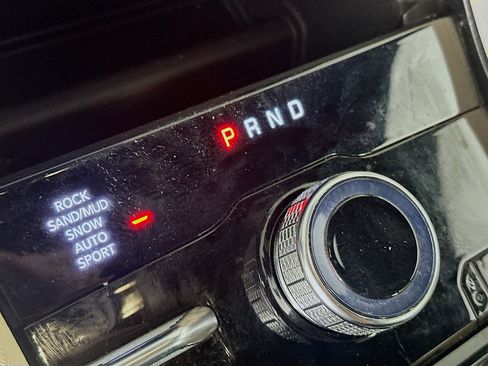 P R N D
ROCK
SAND/MUD
SNOW
AUTO
SPORT